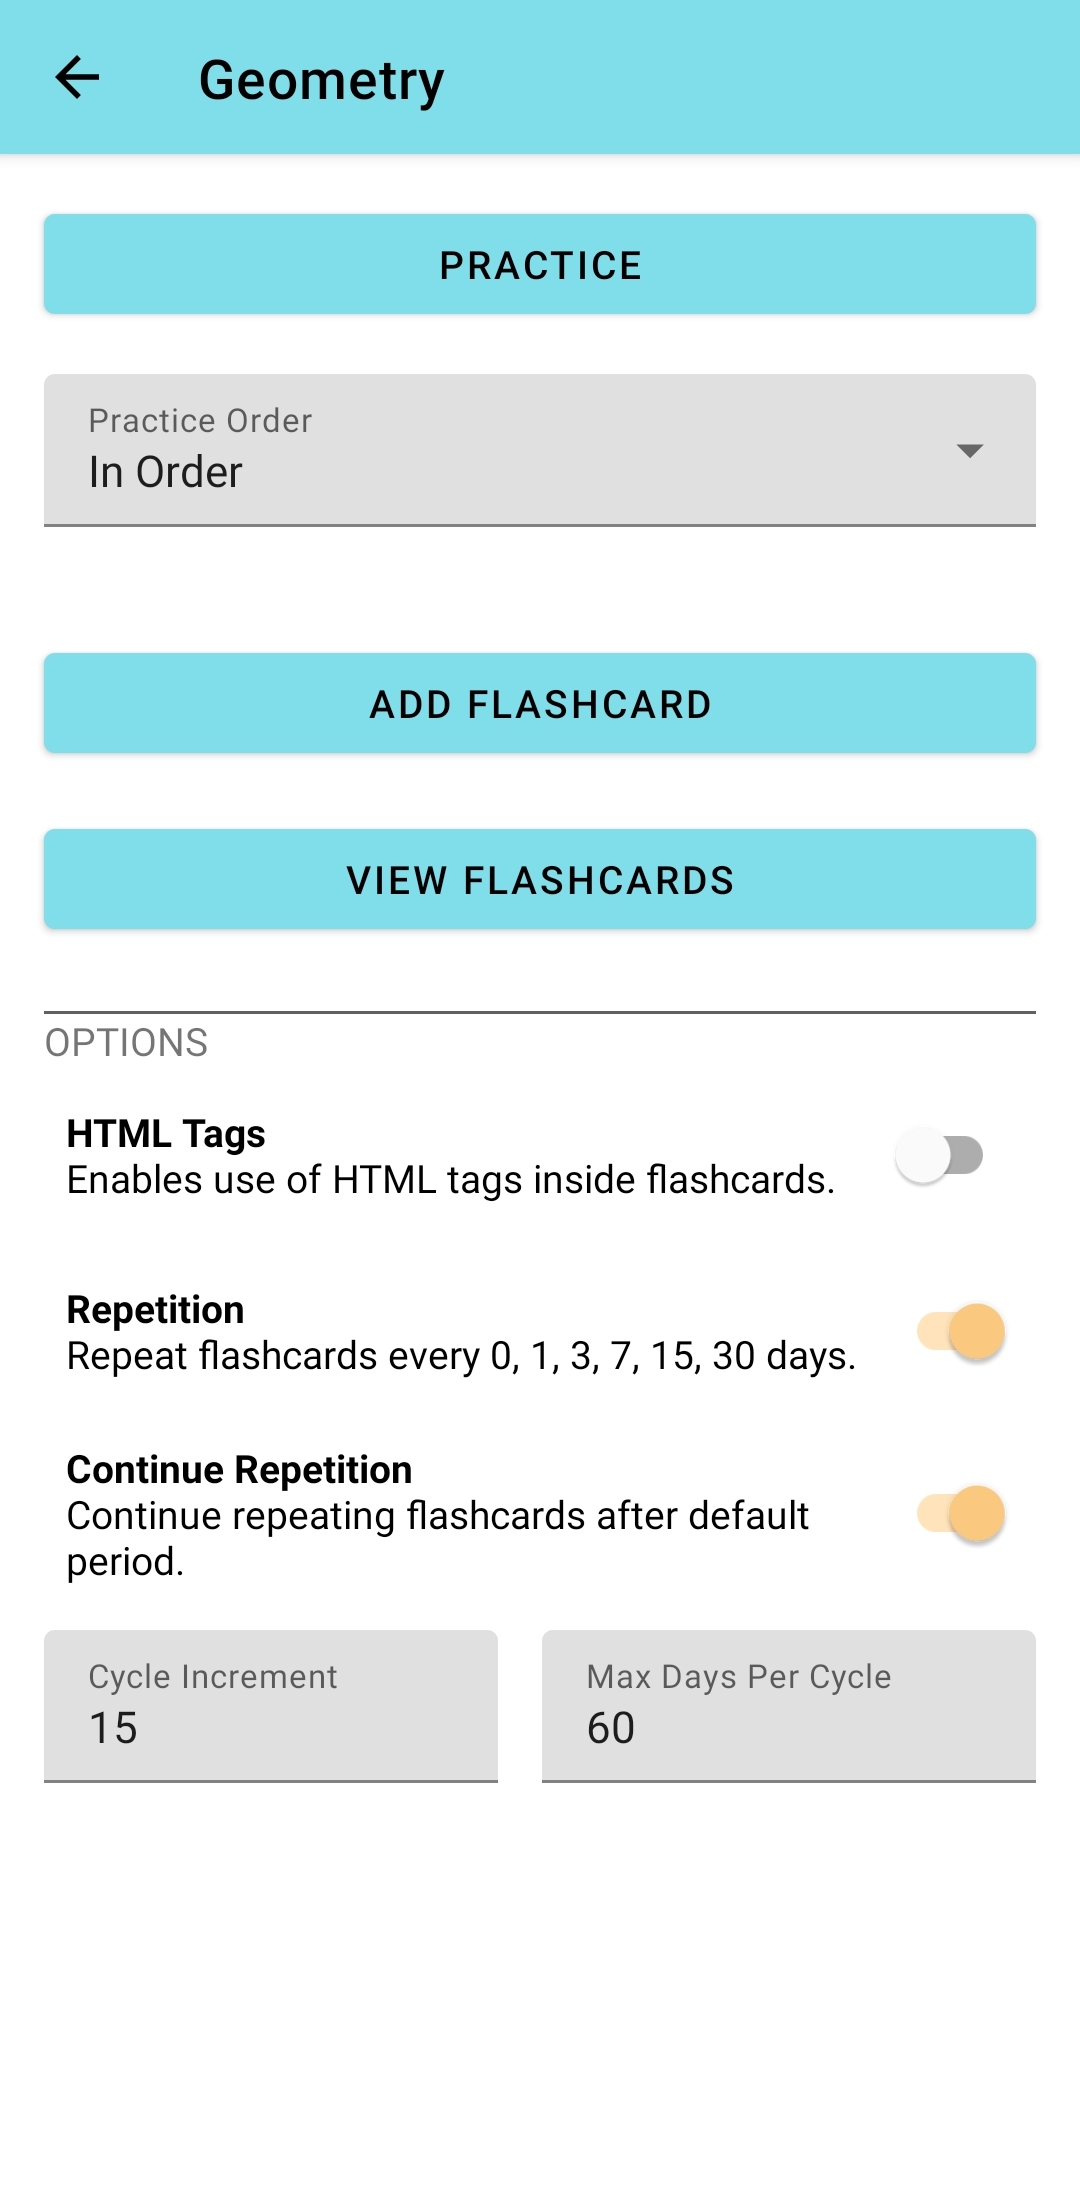 Geometry
PRACTICE
Practice Order
In Order
ADD FLASHCARD
VIEW FLASHCARDS
OPTIONS
HTML Tags
Enables use of HTML tags inside flashcards.
Repetition
Repeat flashcards every 0, 1, 3, 7, 15, 30 days.
Continue Repetition
Continue repeating flashcards after default
period.
Cycle Increment
15
Max Days Per Cycle
60